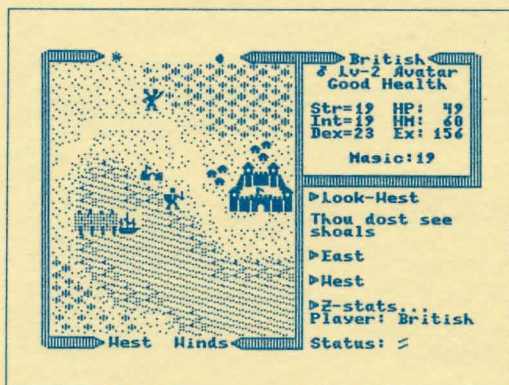 British
♂ Lv-2 Avatar
Good Health
Str=19 HP: 49
Int=19 HM: 60
Dex=23 Ex: 156
Magic:19
▷Look-West
Thou dost see
shoals
▷East
▷West
▷Z-stats...
Player: British
Status:
West Winds